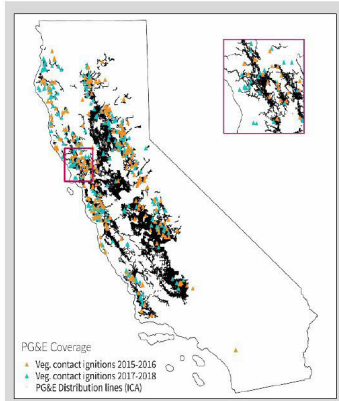 PG&E Coverage
Veg. contact ignitions 2015-2016
Veg. contact ignitions 2017-2018
PG&E Distribution lines (ICA)